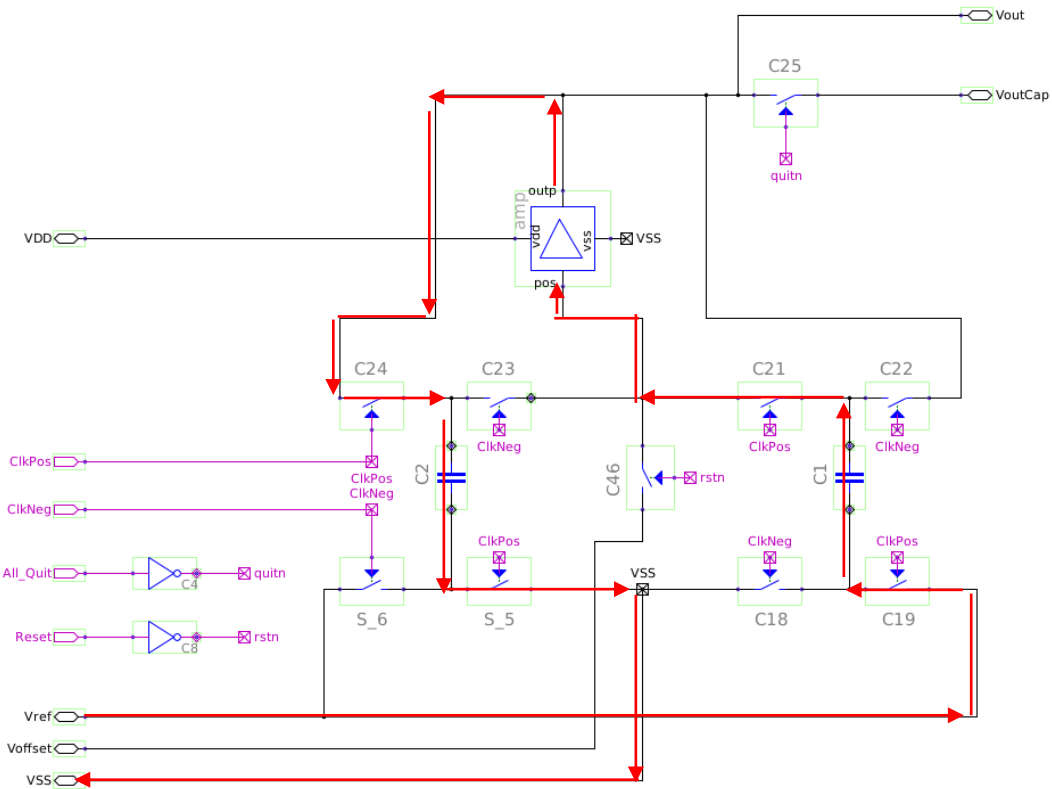 Vout
C25
VoutCap
quitn
outp
amp
VDD
vdd
vss
VSS
pos
C24
C23
C21
C22
ClkNeg
ClkPos
ClkNeg
ClkPos
ClkPos
C2
C46
rstn
C1
ClkNeg
ClkNeg
ClkPos
ClkNeg
ClkPos
All_Quit
C4
quitn
VSS
S_6
S_5
C18
C19
Reset
C8
rstn
Vref
Voffset
VSS